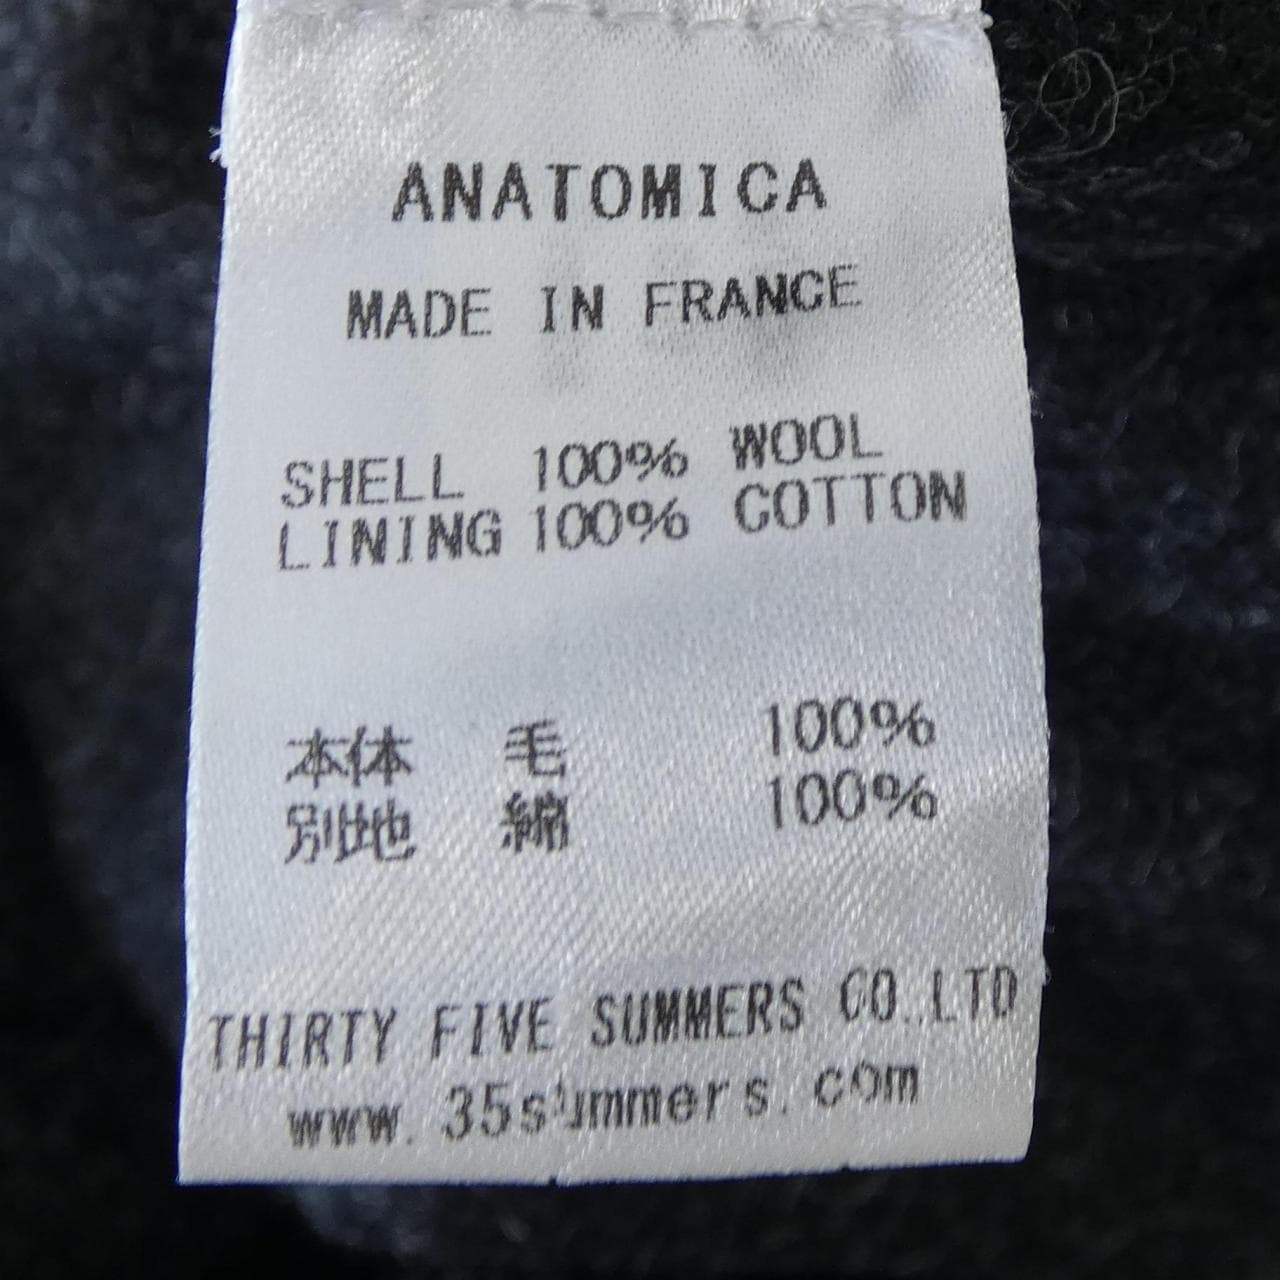 ANATOMICA
MADE IN FRANCE
SHELL 100% WOOL
LINING 100% COTTON
本体 毛 100%
別地 綿 100%
THIRTY FIVE SUMMERS CO.,LTD
www.35summers.com